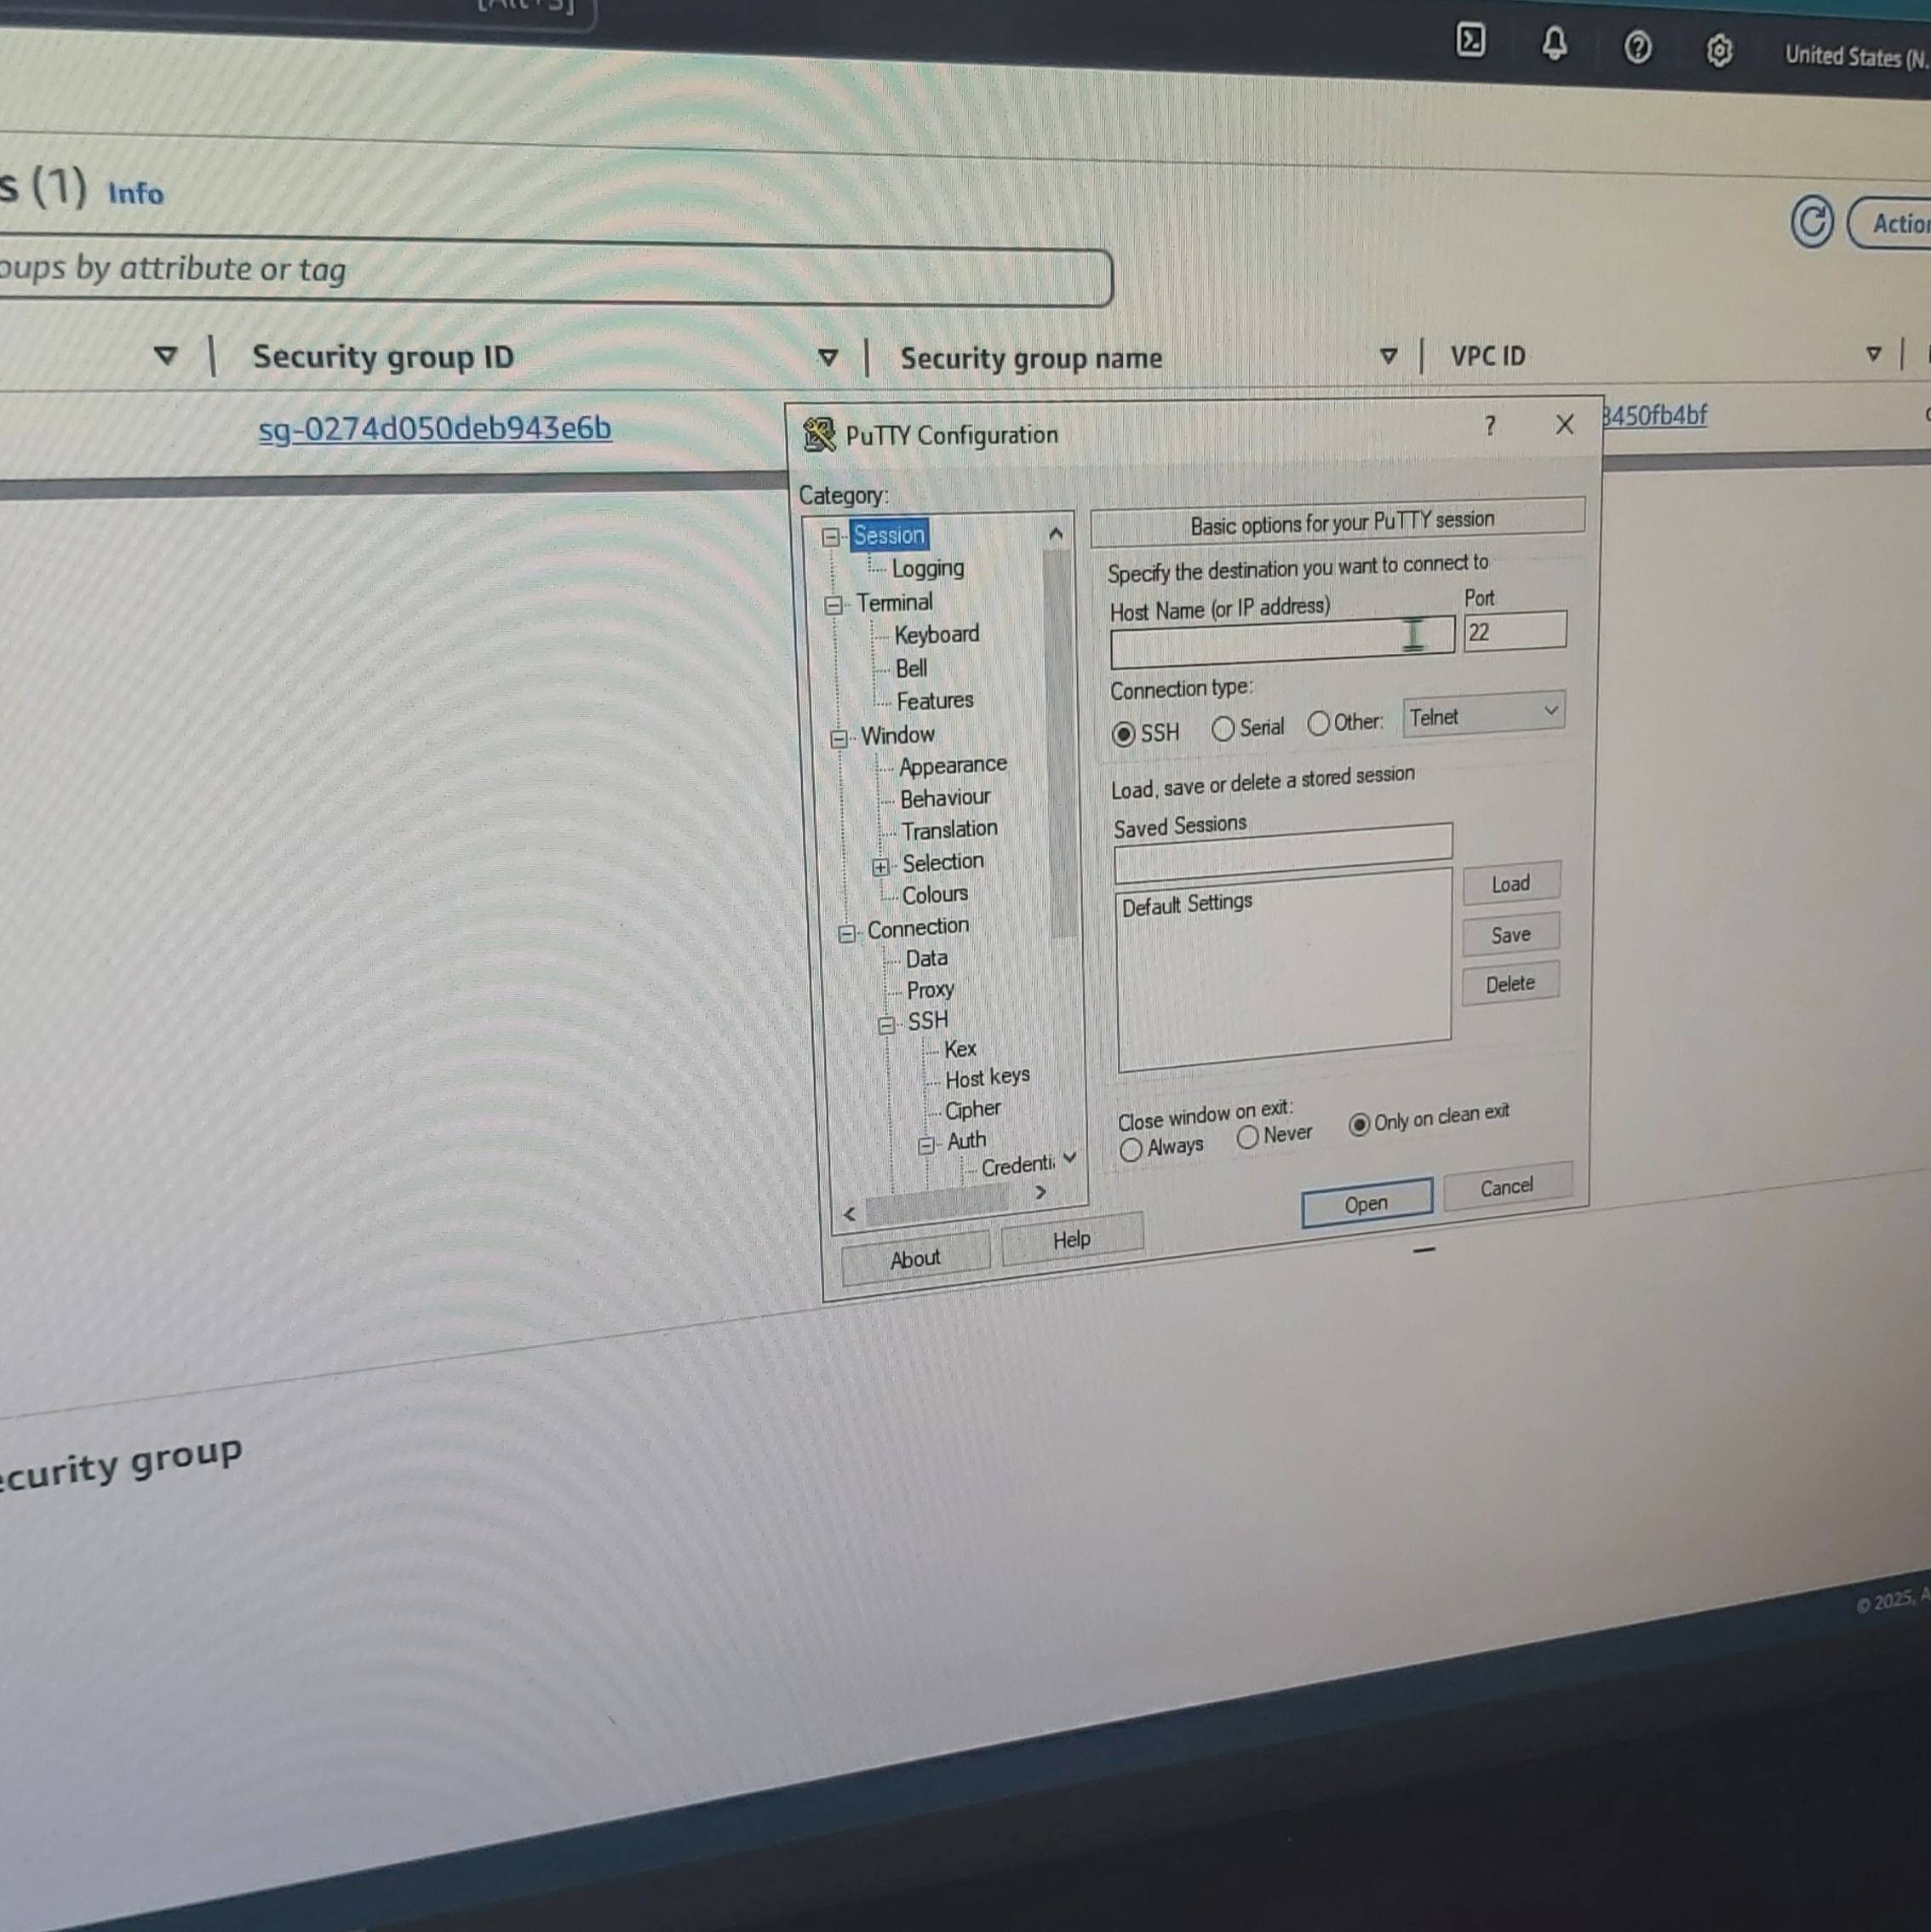 United States (N.
s (1) Info
Action
oups by attribute or tag
Security group ID
Security group name
VPC ID
sg-0274d050deb943e6b
8450fb4bf
PuTTY Configuration
?
Category:
Session
Logging
Terminal
Keyboard
Bell
Features
Window
Appearance
Behaviour
Translation
Selection
Colours
Connection
Data
Proxy
SSH
Kex
Host keys
Cipher
Auth
Credenti
Basic options for your PuTTY session
Specify the destination you want to connect to
Host Name (or IP address)
Port
22
Connection type:
SSH
Serial
Other:
Telnet
Load, save or delete a stored session
Saved Sessions
Default Settings
Load
Save
Delete
Close window on exit:
Always
Never
Only on clean exit
About
Help
Open
Cancel
ecurity group
© 2025, A